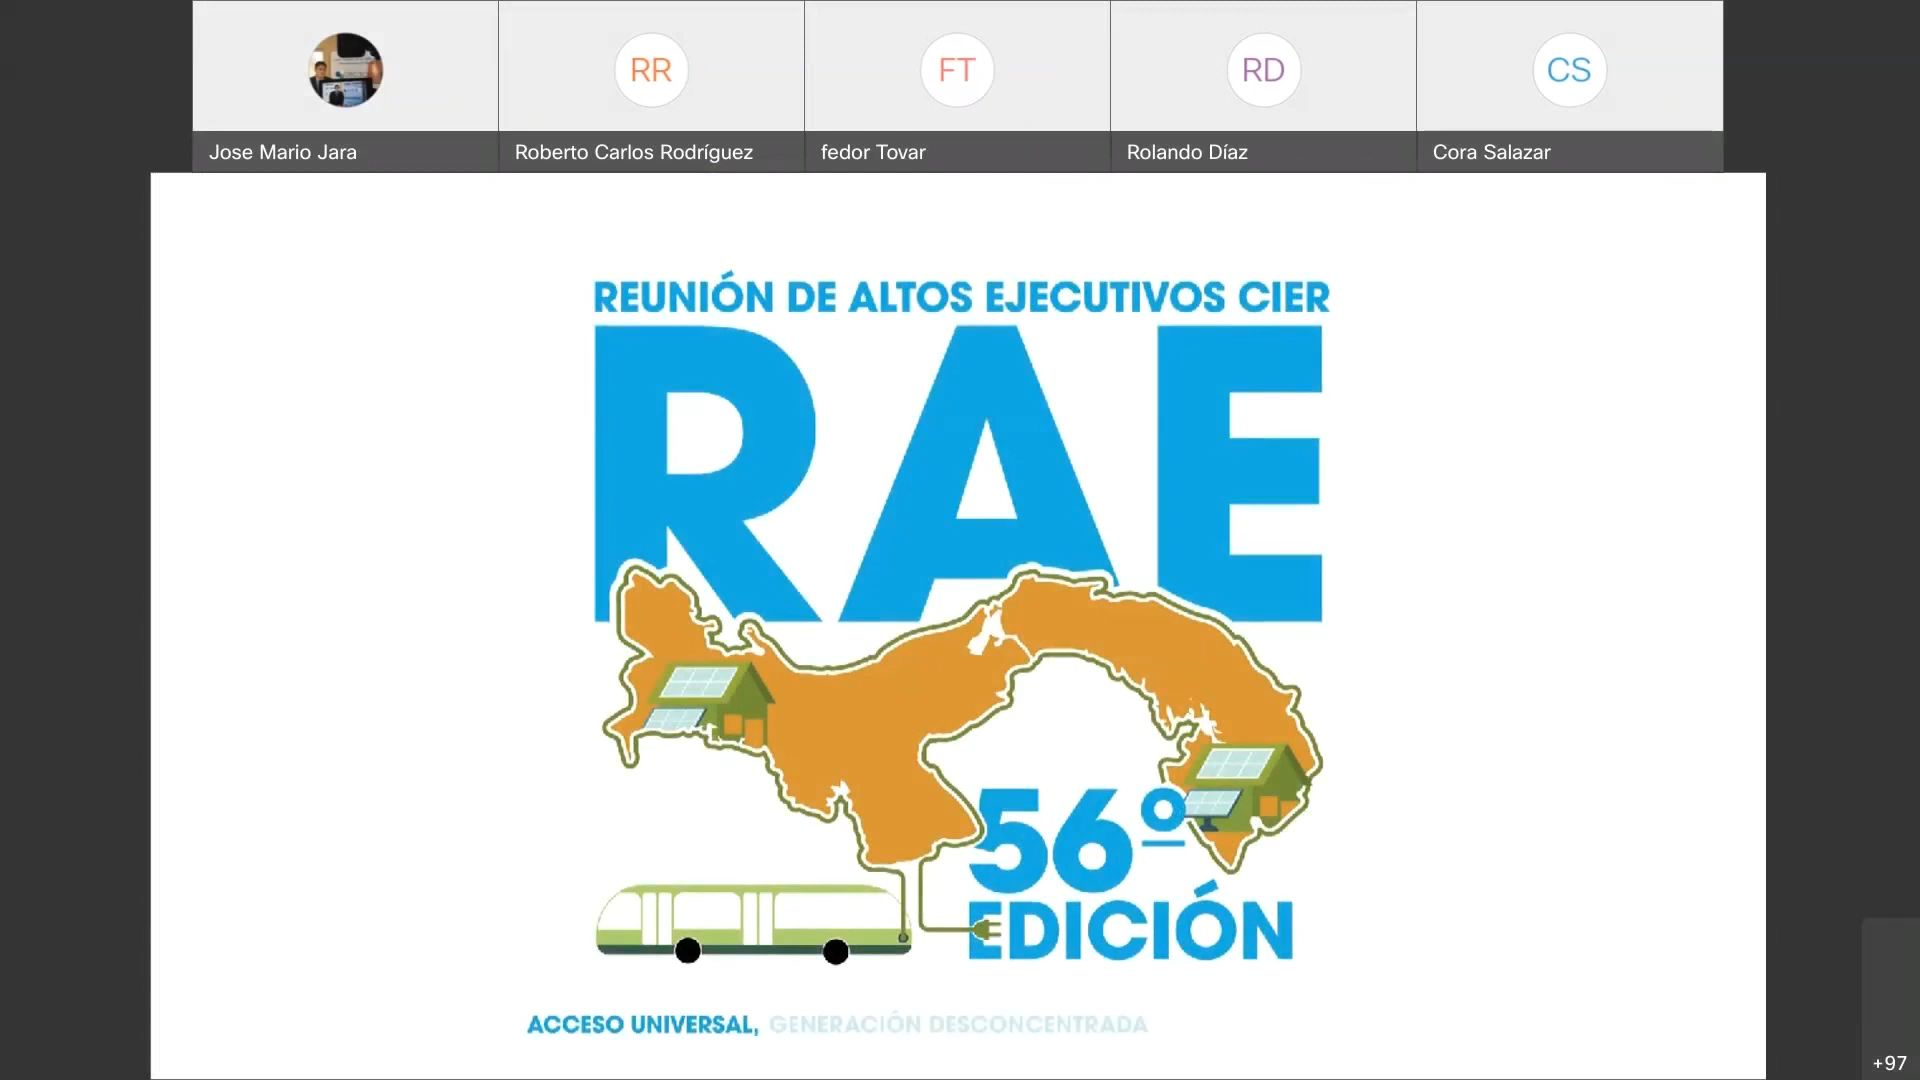 RR
FT
RD
CS
Jose Mario Jara
Roberto Carlos Rodríguez
fedor Tovar
Rolando Díaz
Cora Salazar
REUNIÓN DE ALTOS EJECUTIVOS CIER
RAE
56º
EDICIÓN
ACCESO UNIVERSAL, GENERACIÓN DESCONCENTRADA
+97